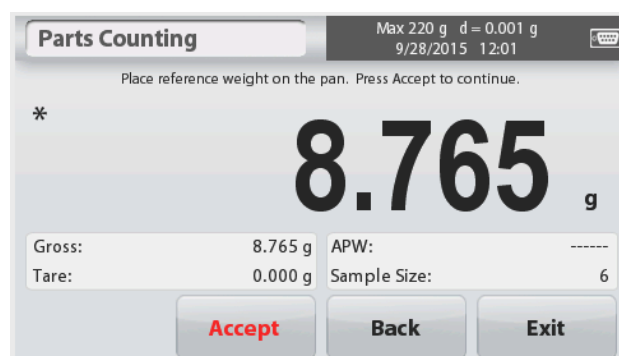 Parts Counting
Max 220 g d = 0.001 g
9/28/2015 12:01
Place reference weight on the pan. Press Accept to continue.
*
8.765 g
Gross: 8.765 g APW: ------
Tare: 0.000 g Sample Size: 6
Accept Back Exit